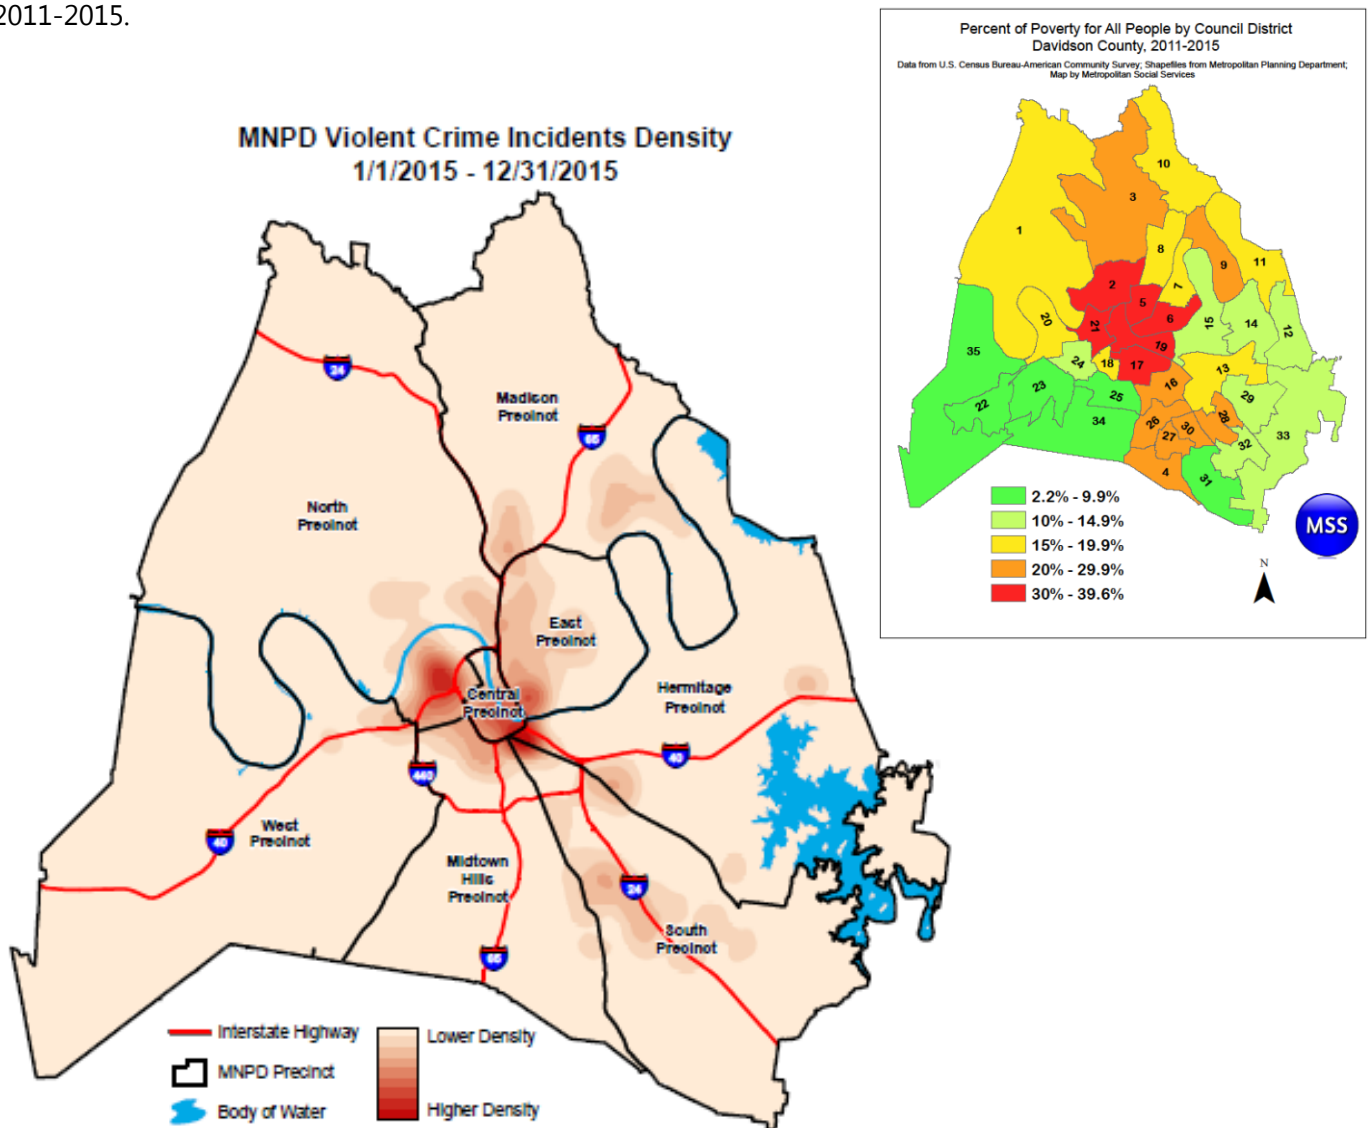 2011-2015.
MNPD Violent Crime Incidents Density
1/1/2015 - 12/31/2015
24
Madison
Precinct
65
North
Precinct
East
Precinct
Central
Precinct
Hermitage
Precinct
40
440
40
West
Precinct
Midtown
Hills
Precinct
24
South
Precinct
65
Interstate Highway
MNPD Precinct
Body of Water
Lower Density
Higher Density
Percent of Poverty for All People by Council District
Davidson County, 2011-2015
Data from U.S. Census Bureau-American Community Survey; Shapefiles from Metropolitan Planning Department;
Map by Metropolitan Social Services
10
3
1
8
11
9
2
7
5
6
20
21
15
14
12
35
19
24
18
17
13
23
16
25
29
22
34
26
30
28
27
33
32
4
31
2.2% - 9.9%
10% - 14.9%
15% - 19.9%
20% - 29.9%
30% - 39.6%
MSS
N